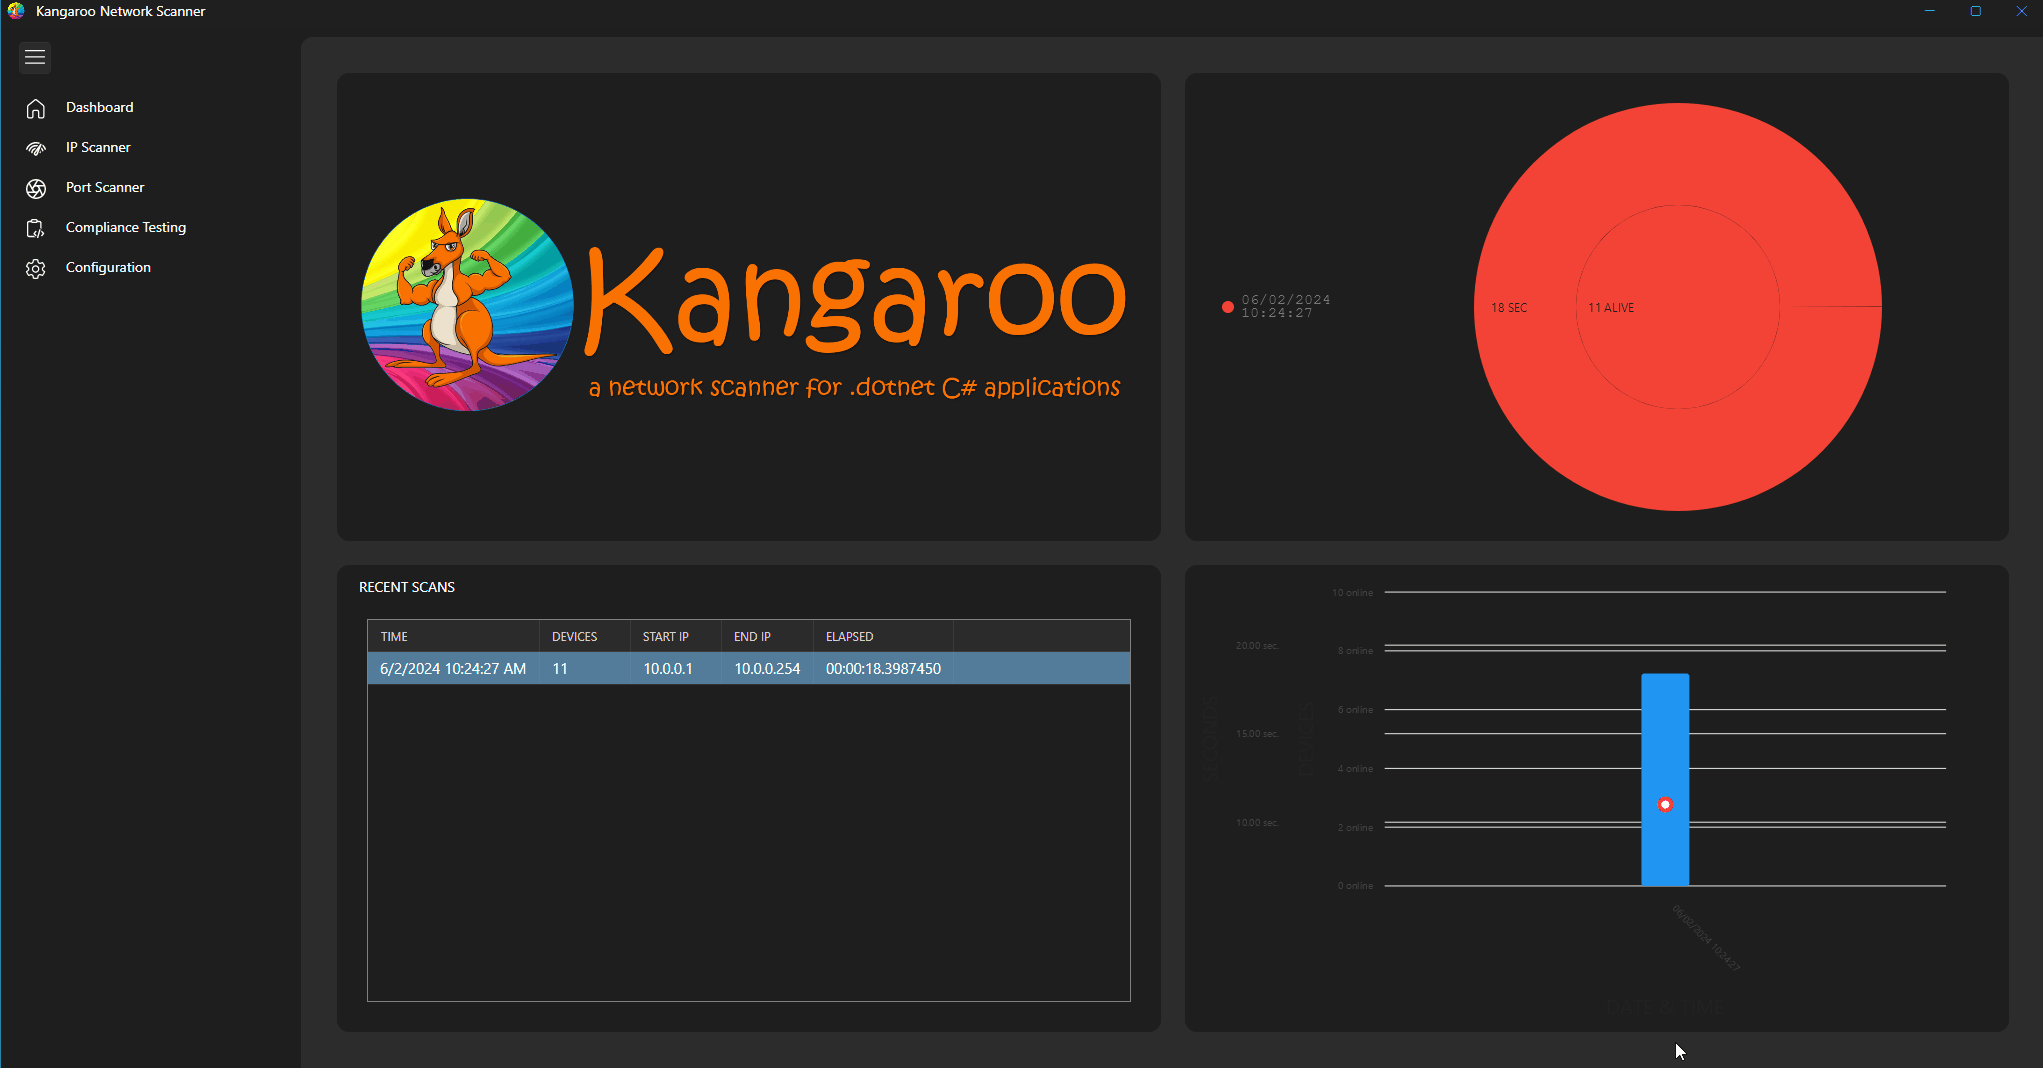 Kangaroo Network Scanner
Dashboard
IP Scanner
Port Scanner
Compliance Testing
Configuration
Kangaroo
a network scanner for .dotnet C# applications
06/02/2024
10:24:27
18 SEC
11 ALIVE
RECENT SCANS
TIME DEVICES START IP END IP ELAPSED
6/2/2024 10:24:27 AM 11 10.0.0.1 10.0.0.254 00:00:18.3987450
SECONDS
20.00 sec.
15.00 sec.
10.00 sec.
DEVICES
10 online
8 online
6 online
4 online
2 online
0 online
06/02/2024 10:24:27
DATE & TIME